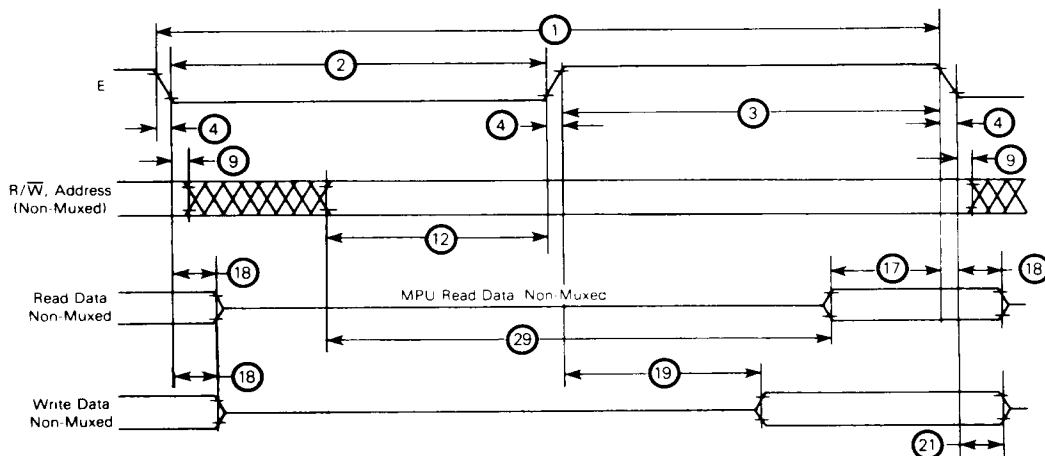 1
2
E
3
4 4 4
9 9
R/W̅, Address
(Non-Muxed)
12
18 17 18
Read Data
Non-Muxed
MPU Read Data Non-Muxec
29
18 19
Write Data
Non-Muxed
21